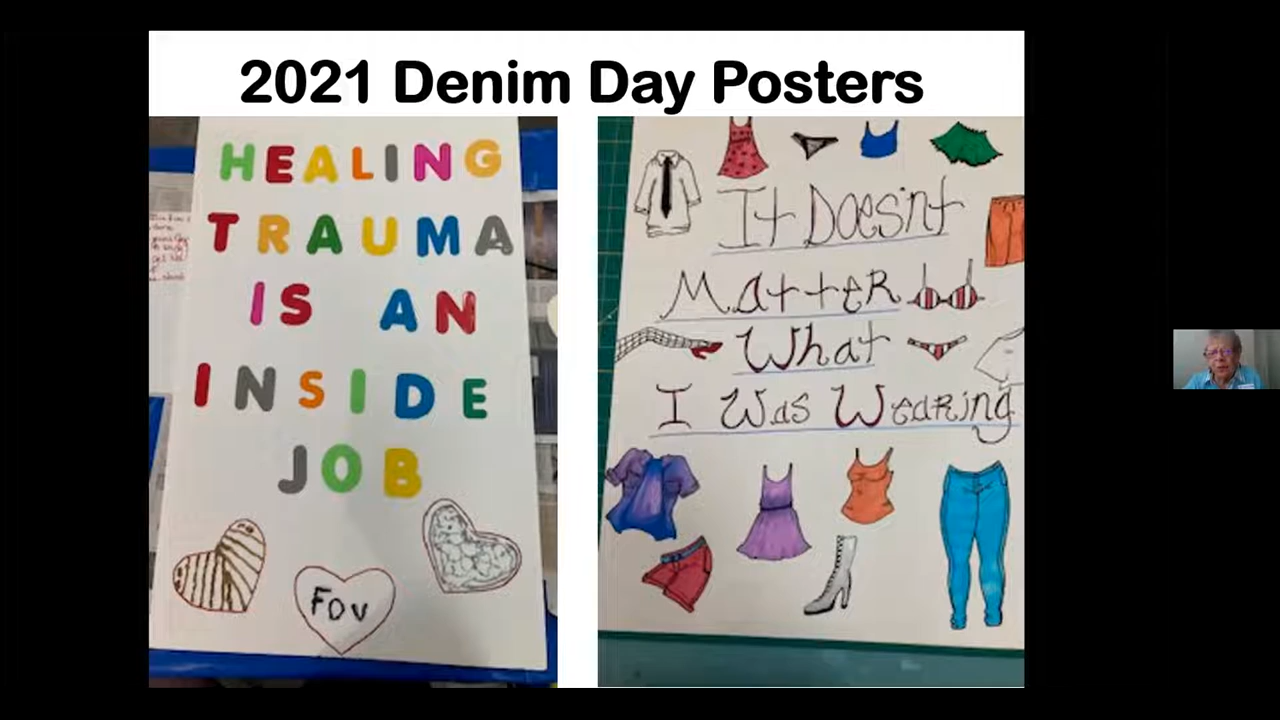 2021 Denim Day Posters
HEALING
TRAUMA
IS AN
INSIDE
JOB
FOV
It Doesn't
Matter
What
I Was Wearing